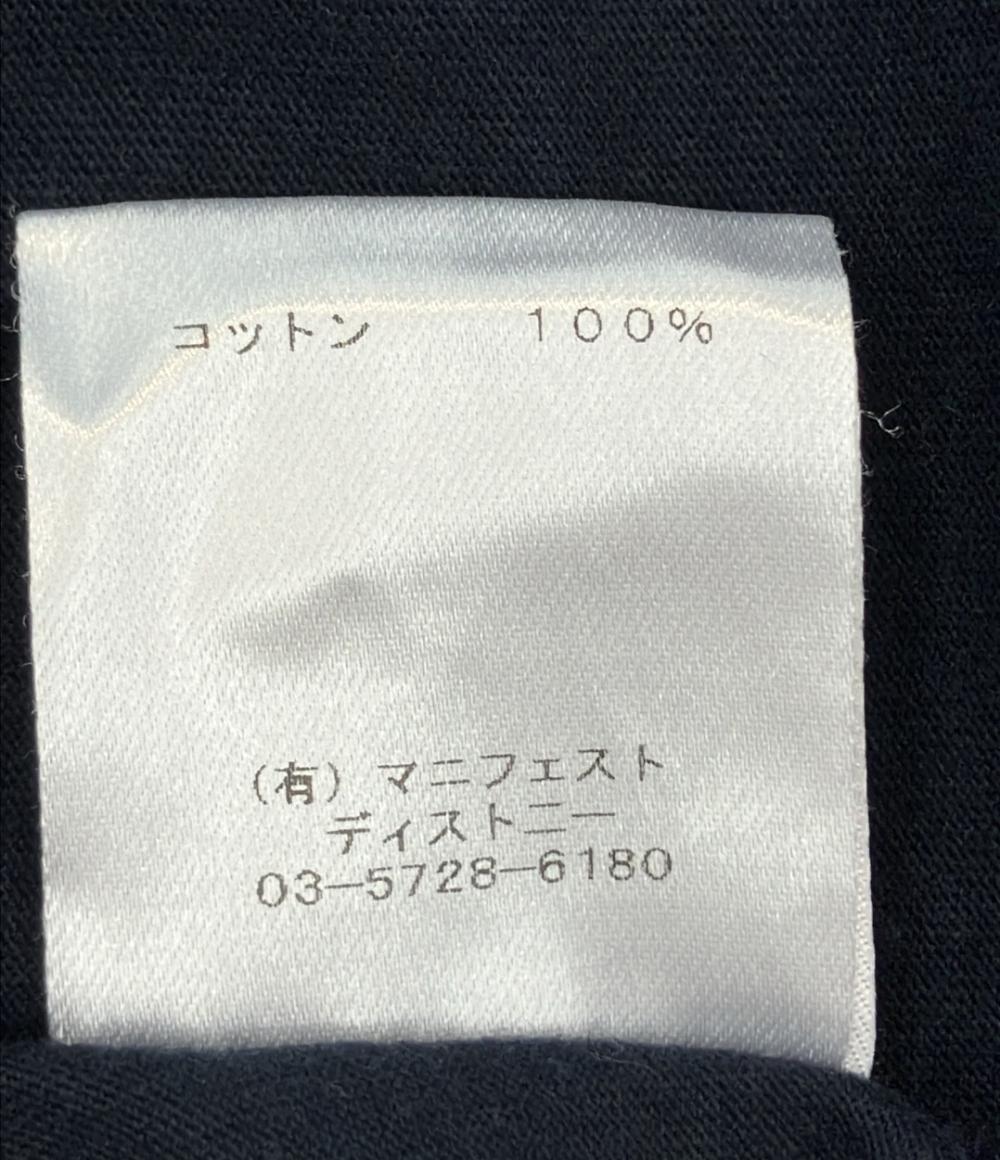 コットン 100%
(有) マニフェスト
ディストニー
03-5728-6180